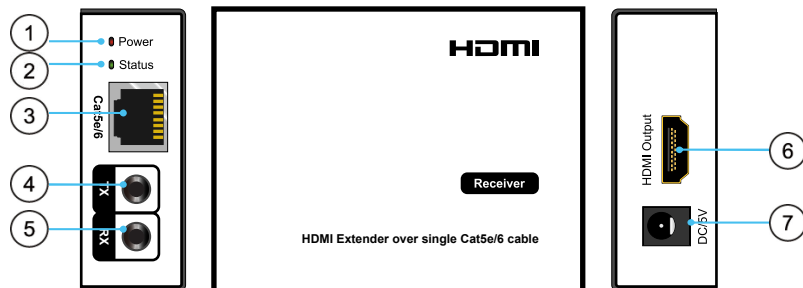 1
Power
2
Status
3
Cat5e/6
4
TX
5
RX
HDMI
Receiver
HDMI Extender over single Cat5e/6 cable
HDMI Output
6
DC/5V
7